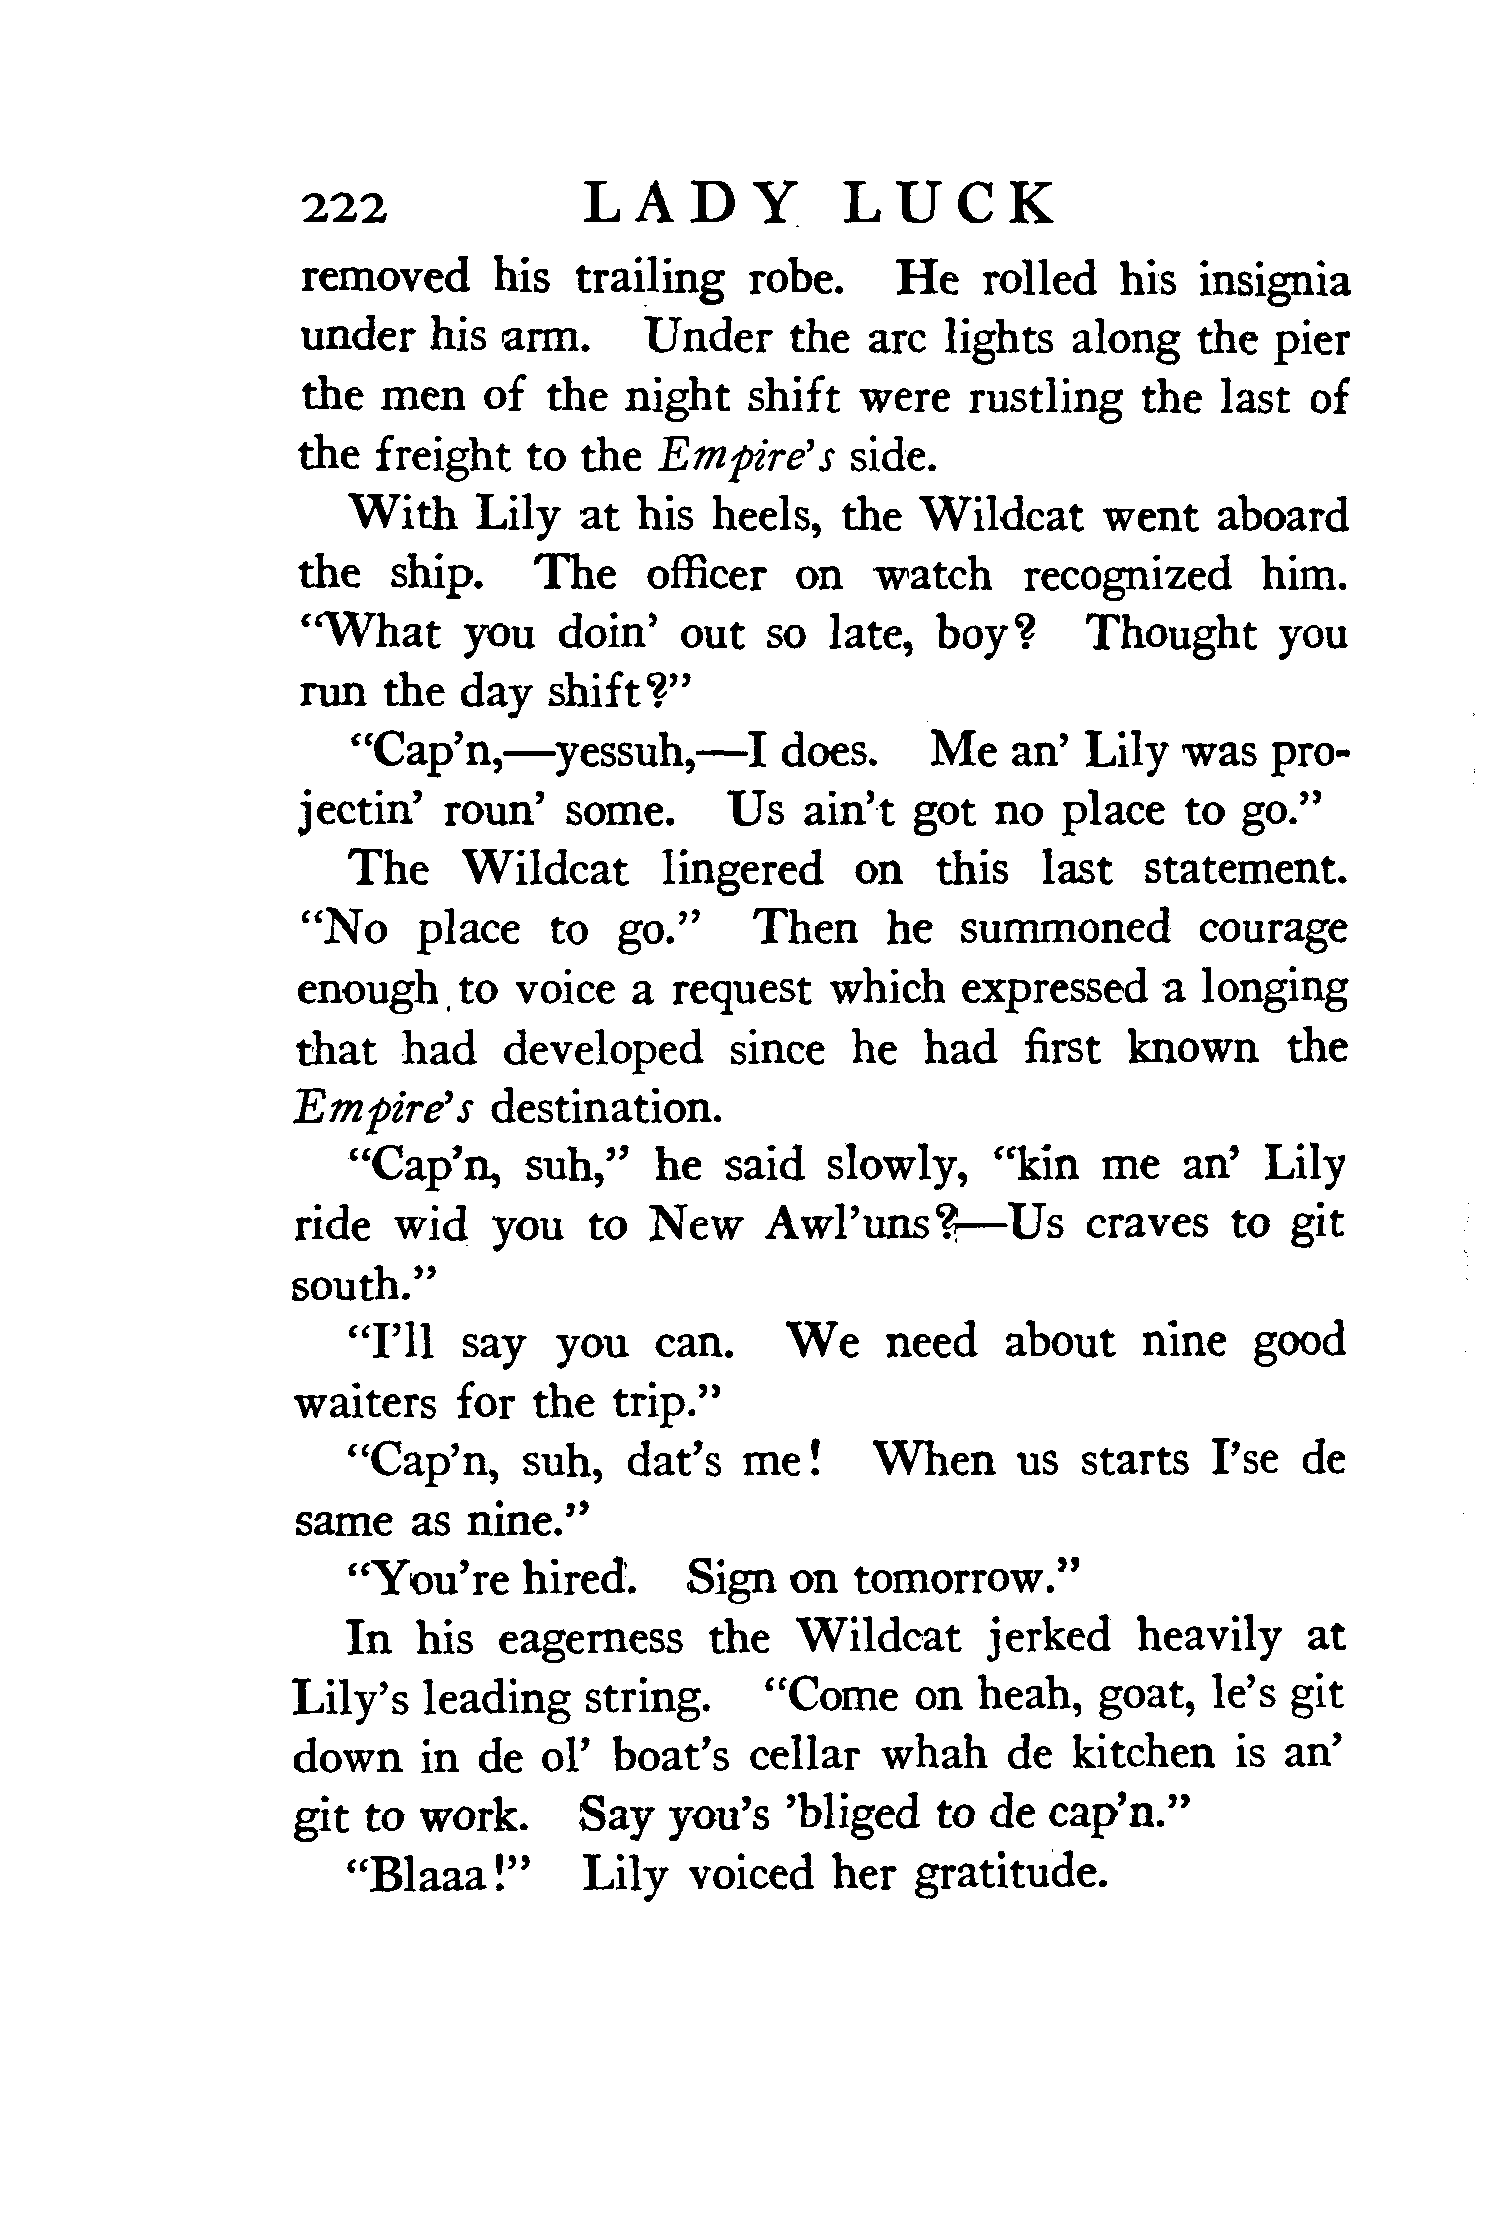 222 LADY LUCK
removed his trailing robe. He rolled his insignia
under his arm. Under the arc lights along the pier
the men of the night shift were rustling the last of
the freight to the Empire's side.
With Lily at his heels, the Wildcat went aboard
the ship. The officer on watch recognized him.
“What you doin’ out so late, boy? Thought you
run the day shift?”
“Cap’n,—yessuh,—I does. Me an’ Lily was pro-
jectin’ roun’ some. Us ain’t got no place to go.”
The Wildcat lingered on this last statement.
“No place to go.” Then he summoned courage
enough to voice a request which expressed a longing
that had developed since he had first known the
Empire’s destination.
“Cap’n, suh,” he said slowly, “kin me an’ Lily
ride wid you to New Awl’uns?—Us craves to git
south.”
“I’ll say you can. We need about nine good
waiters for the trip.”
“Cap’n, suh, dat’s me! When us starts I’se de
same as nine.”
“You’re hired. Sign on tomorrow.”
In his eagerness the Wildcat jerked heavily at
Lily’s leading string. “Come on heah, goat, le’s git
down in de ol’ boat’s cellar whah de kitchen is an’
git to work. Say you’s ’bliged to de cap’n.”
“Blaaa!” Lily voiced her gratitude.